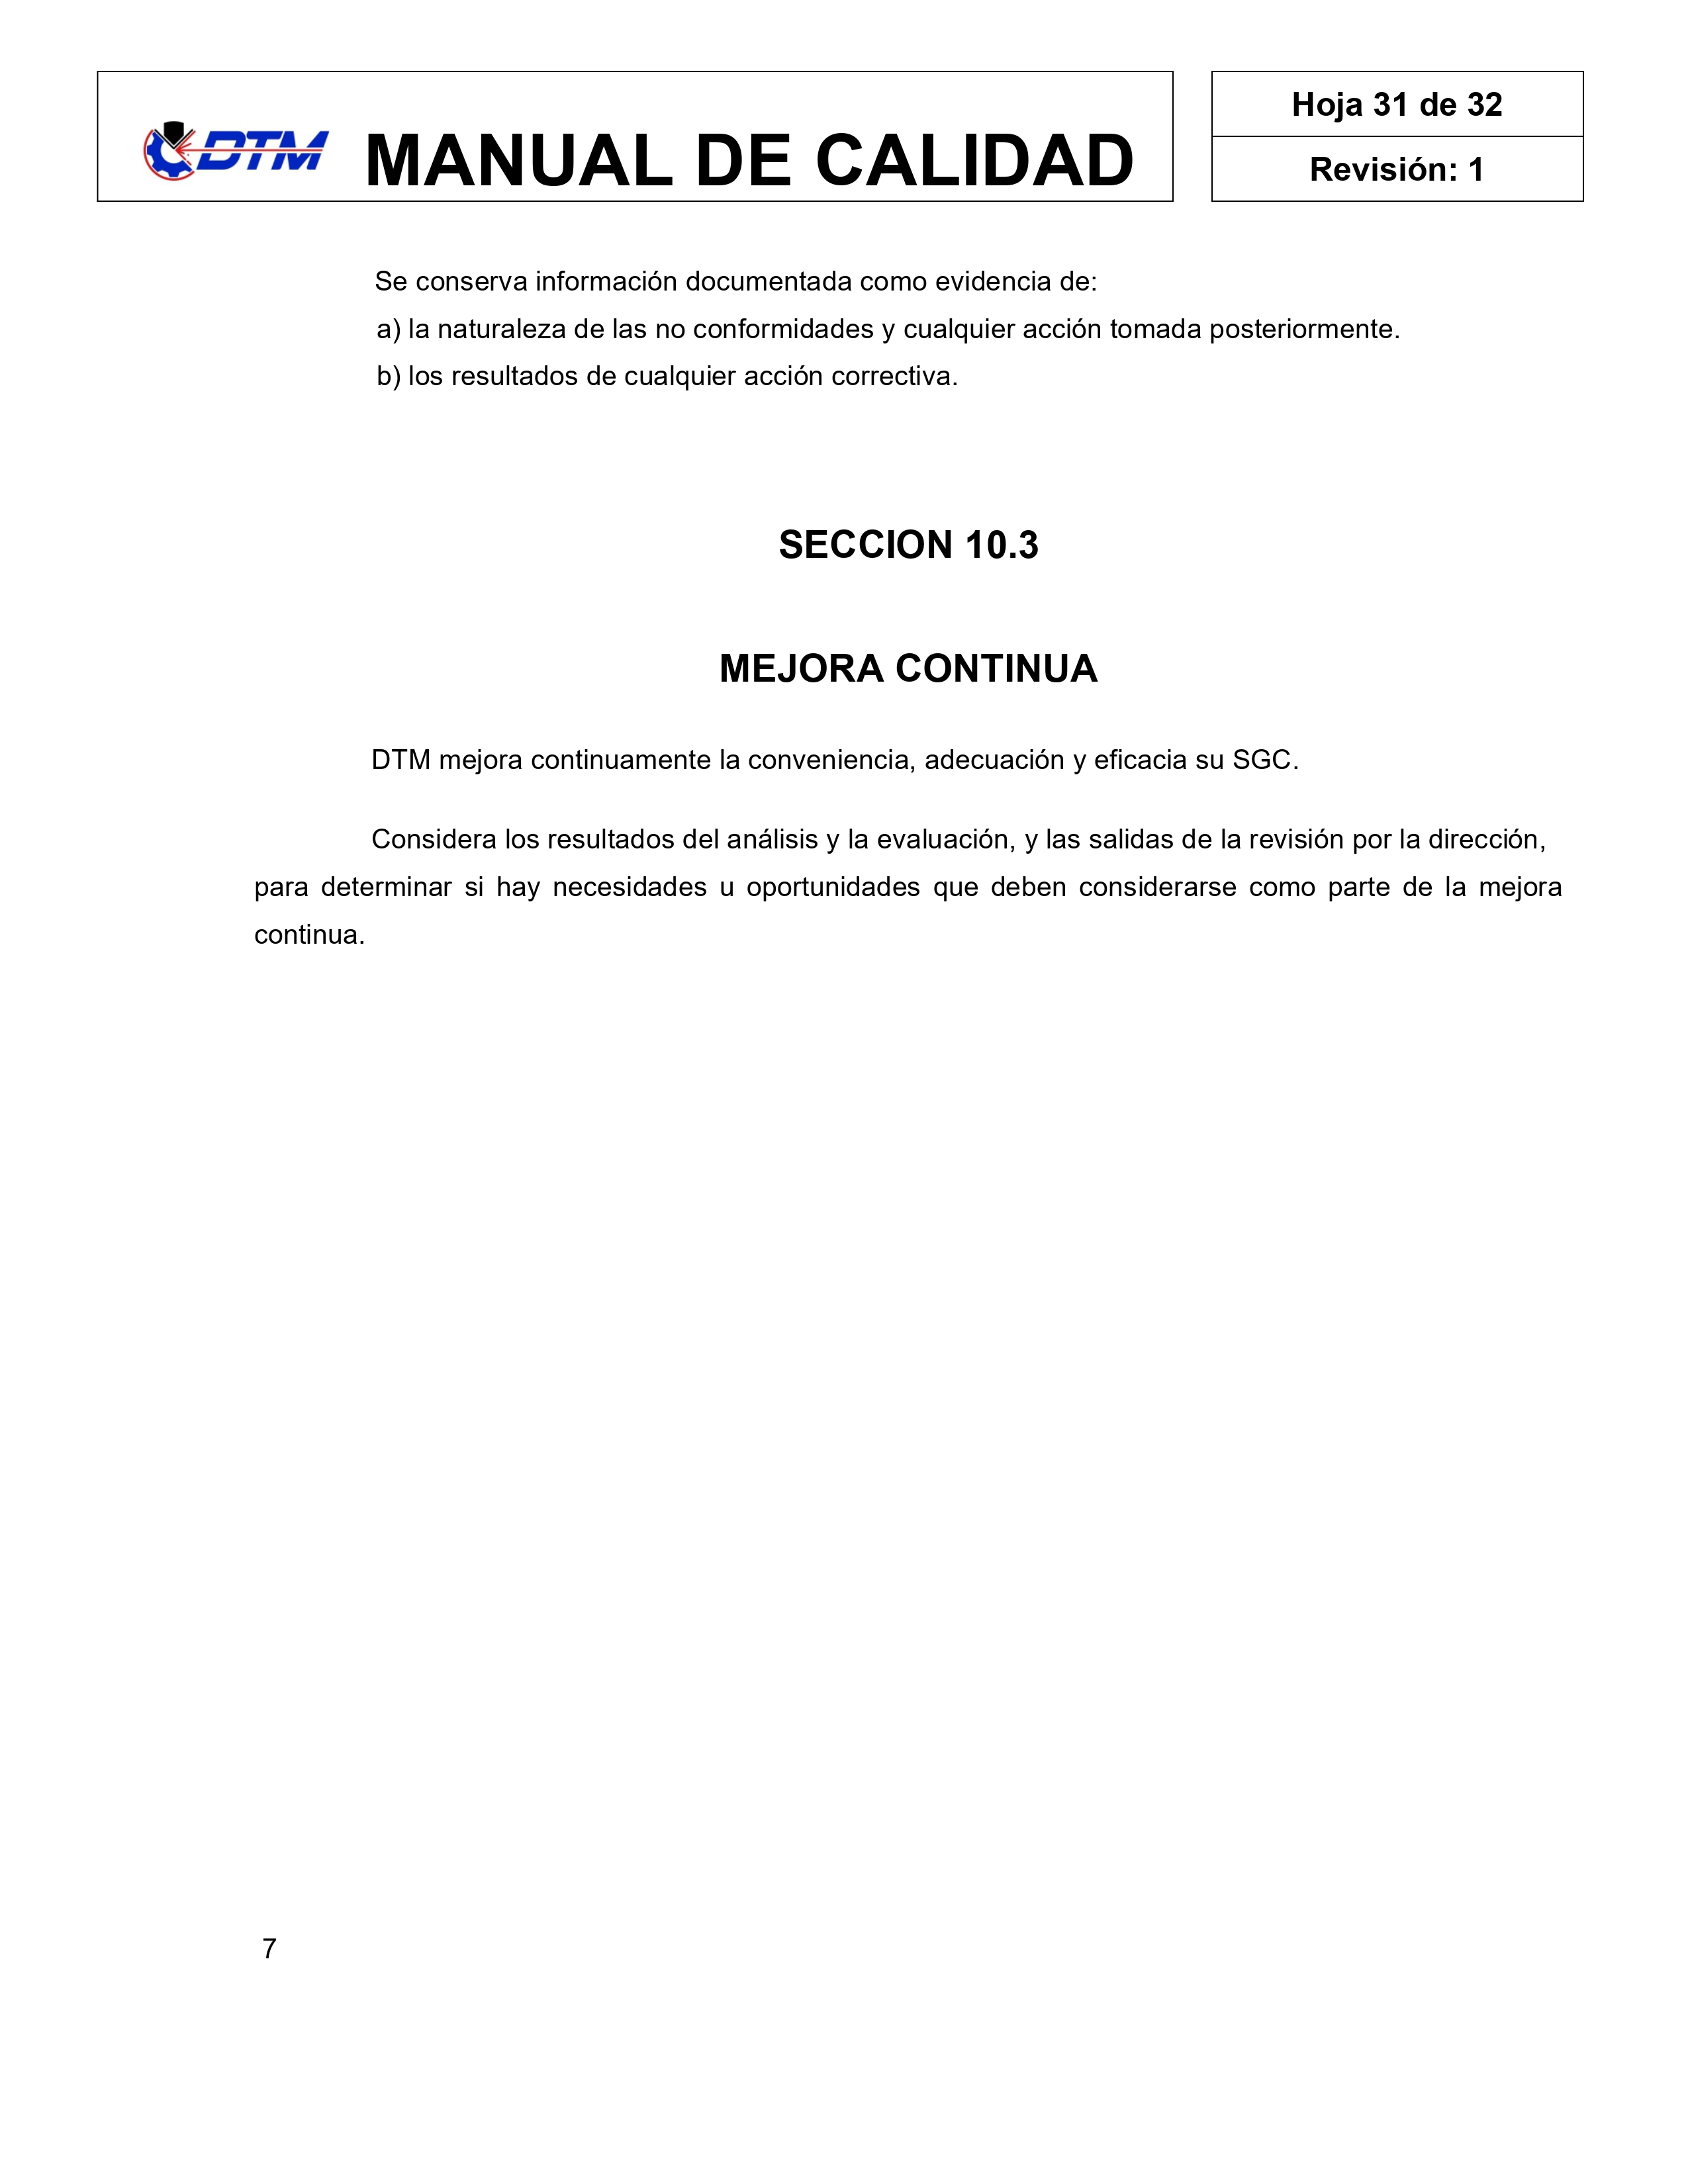 DTM
MANUAL DE CALIDAD
Hoja 31 de 32
Revisión: 1
Se conserva información documentada como evidencia de:
a) la naturaleza de las no conformidades y cualquier acción tomada posteriormente.
b) los resultados de cualquier acción correctiva.
SECCION 10.3
MEJORA CONTINUA
DTM mejora continuamente la conveniencia, adecuación y eficacia su SGC.
Considera los resultados del análisis y la evaluación, y las salidas de la revisión por la dirección,
para determinar si hay necesidades u oportunidades que deben considerarse como parte de la mejora
continua.
7